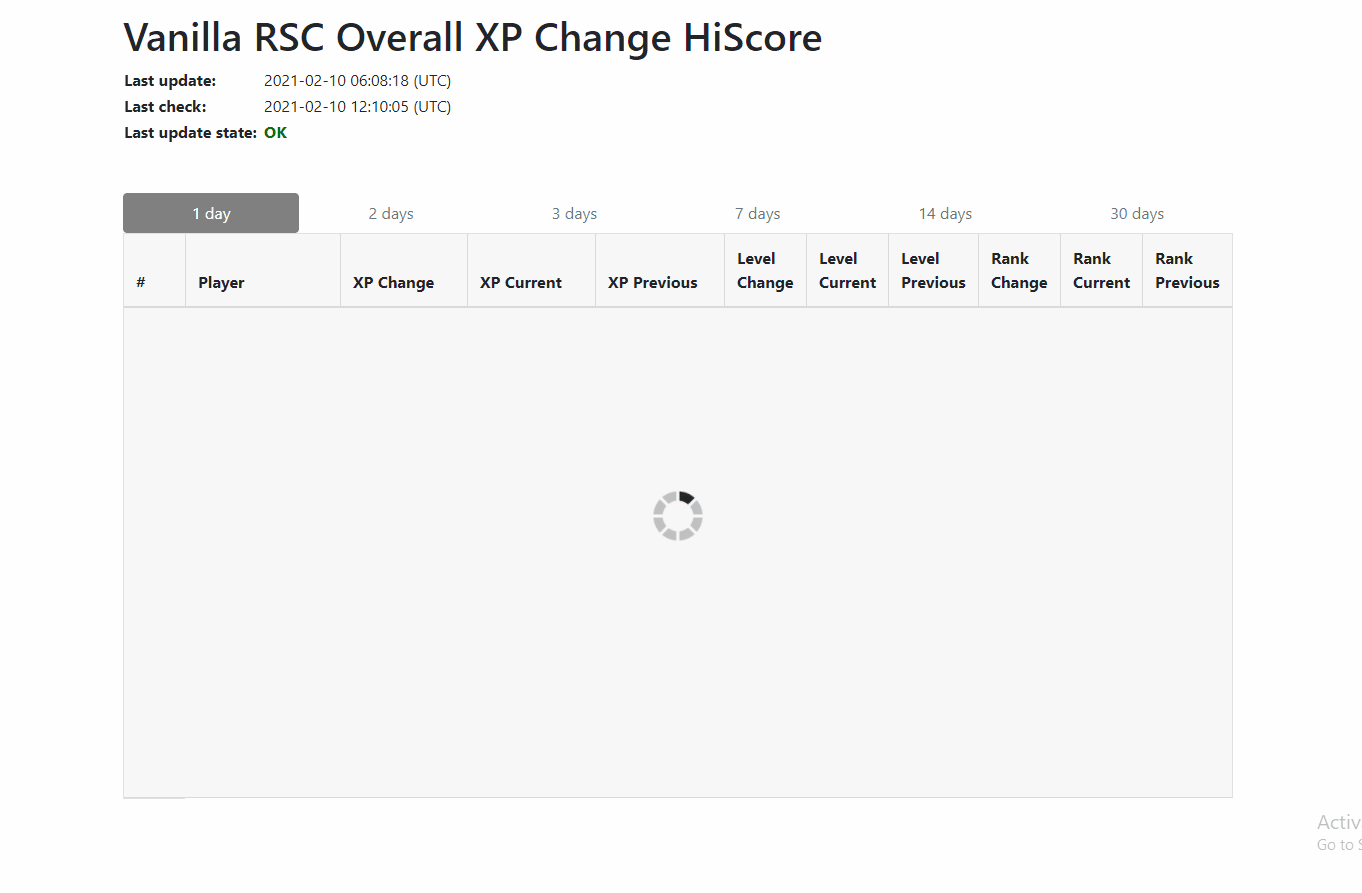 Vanilla RSC Overall XP Change HiScore
Last update: 2021-02-10 06:08:18 (UTC)
Last check: 2021-02-10 12:10:05 (UTC)
Last update state: OK
1 day 2 days 3 days 7 days 14 days 30 days
# Player XP Change XP Current XP Previous Level Change Level Current Level Previous Rank Change Rank Current Rank Previous
Activ
Go to S